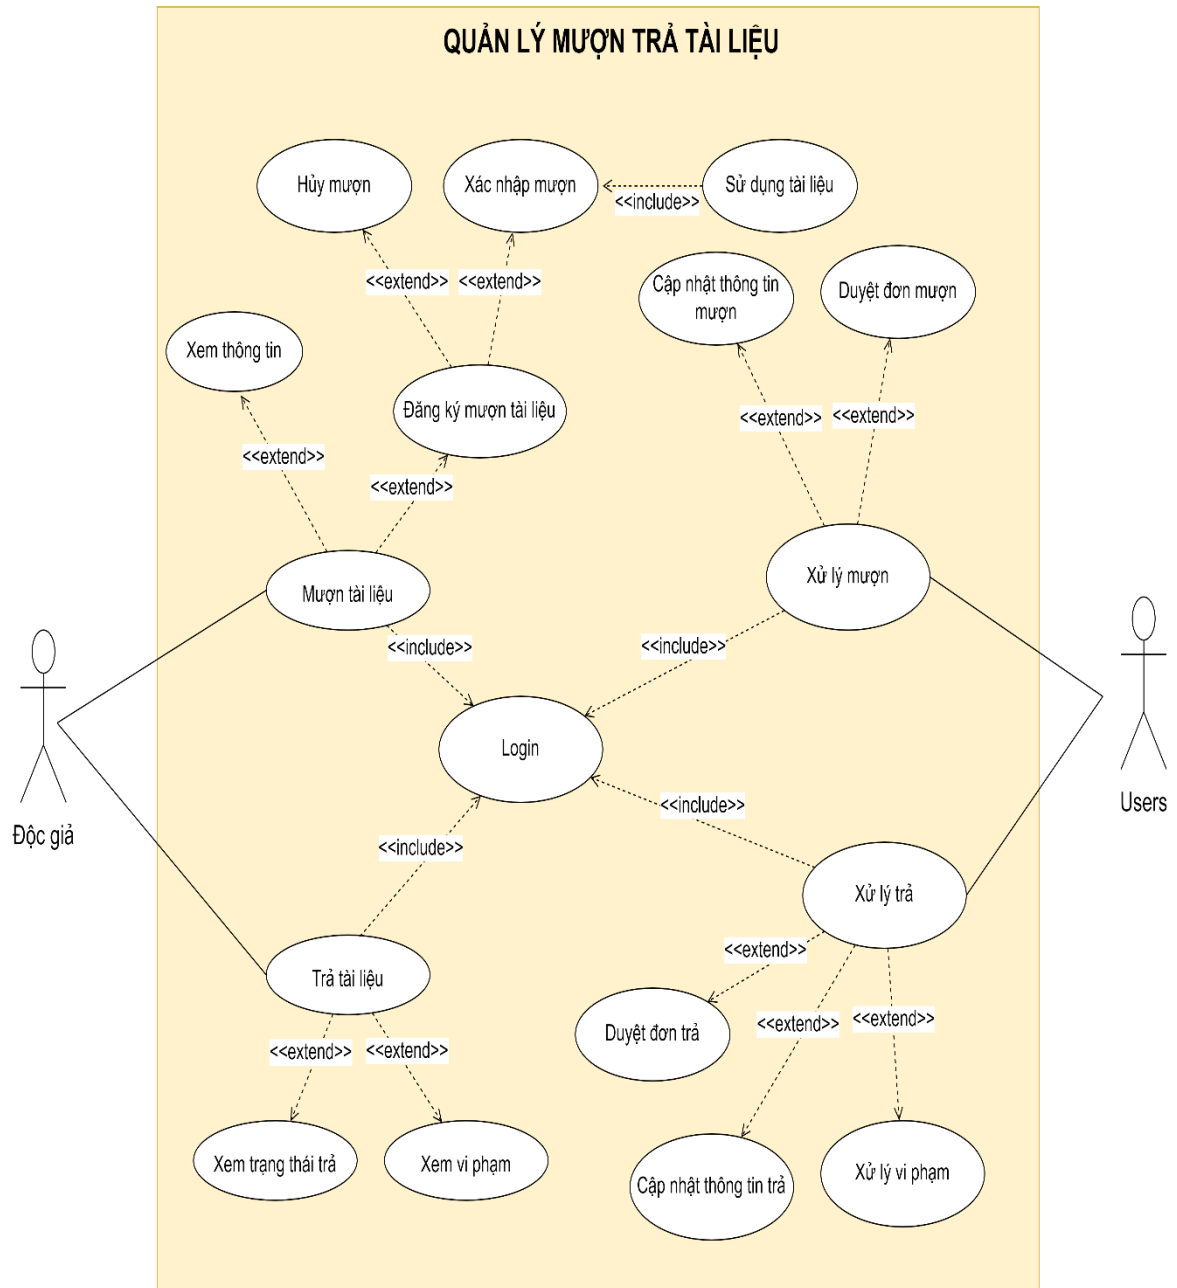 QUẢN LÝ MƯỢN TRẢ TÀI LIỆU
Hủy mượn
Xác nhập mượn
Sử dụng tài liệu
<<include>>
<<extend>>
<<extend>>
Cập nhật thông tin
mượn
Duyệt đơn mượn
Xem thông tin
Đăng ký mượn tài liệu
<<extend>>
<<extend>>
<<extend>>
<<extend>>
Mượn tài liệu
Xử lý mượn
<<include>>
<<include>>
Login
<<include>>
Users
Độc giả
<<include>>
Xử lý trả
<<extend>>
Trả tài liệu
Duyệt đơn trả
<<extend>>
<<extend>>
<<extend>>
<<extend>>
Xem trạng thái trả
Xem vi phạm
Cập nhật thông tin trả
Xử lý vi phạm